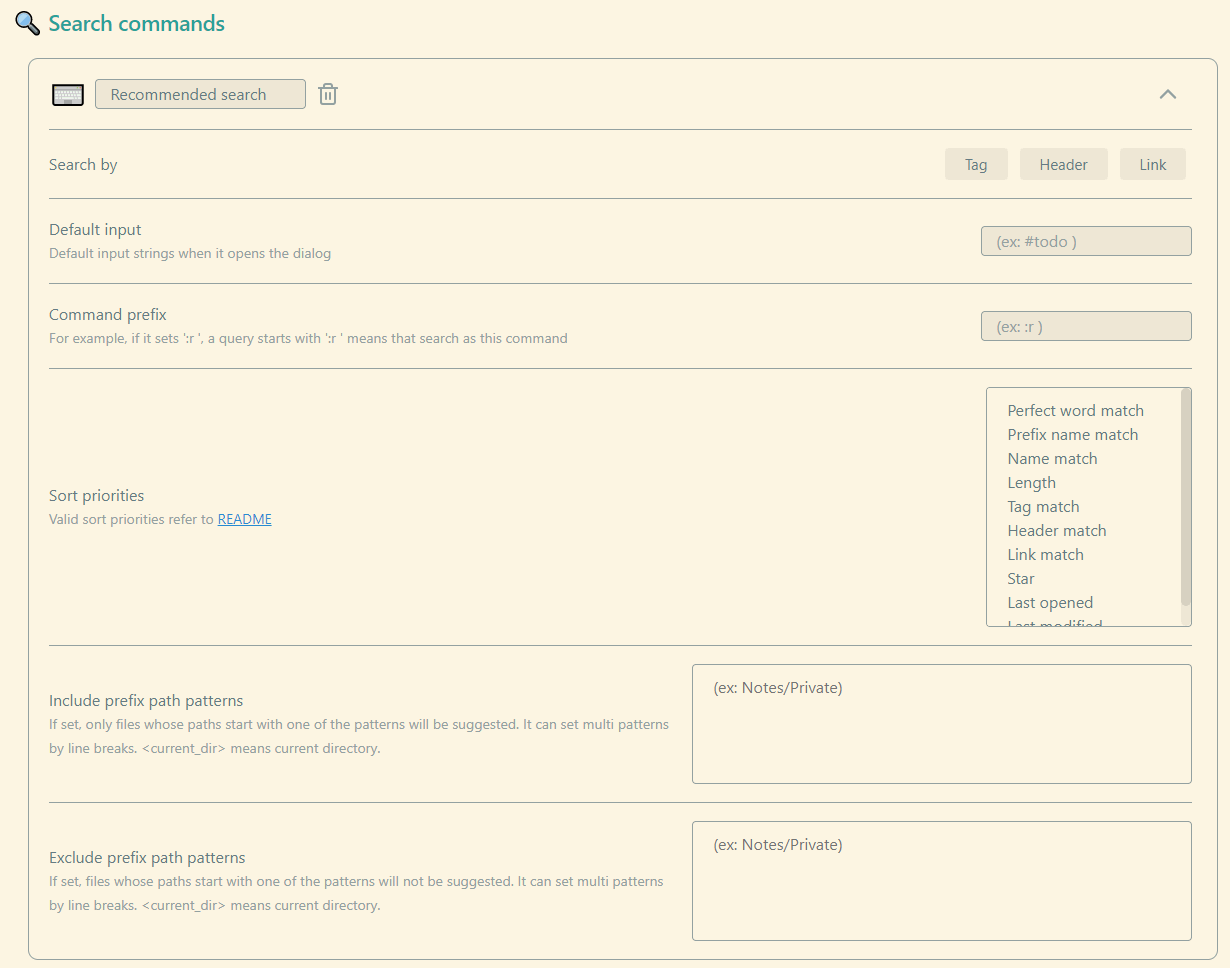 Search commands
Recommended search
Search by
Tag
Header
Link
Default input
Default input strings when it opens the dialog
(ex: #todo )
Command prefix
For example, if it sets ':r ', a query starts with ':r ' means that search as this command
(ex: :r )
Sort priorities
Valid sort priorities refer to README
Perfect word match
Prefix name match
Name match
Length
Tag match
Header match
Link match
Star
Last opened
Last modified
Include prefix path patterns
If set, only files whose paths start with one of the patterns will be suggested. It can set multi patterns
by line breaks. <current_dir> means current directory.
(ex: Notes/Private)
Exclude prefix path patterns
If set, files whose paths start with one of the patterns will not be suggested. It can set multi patterns
by line breaks. <current_dir> means current directory.
(ex: Notes/Private)